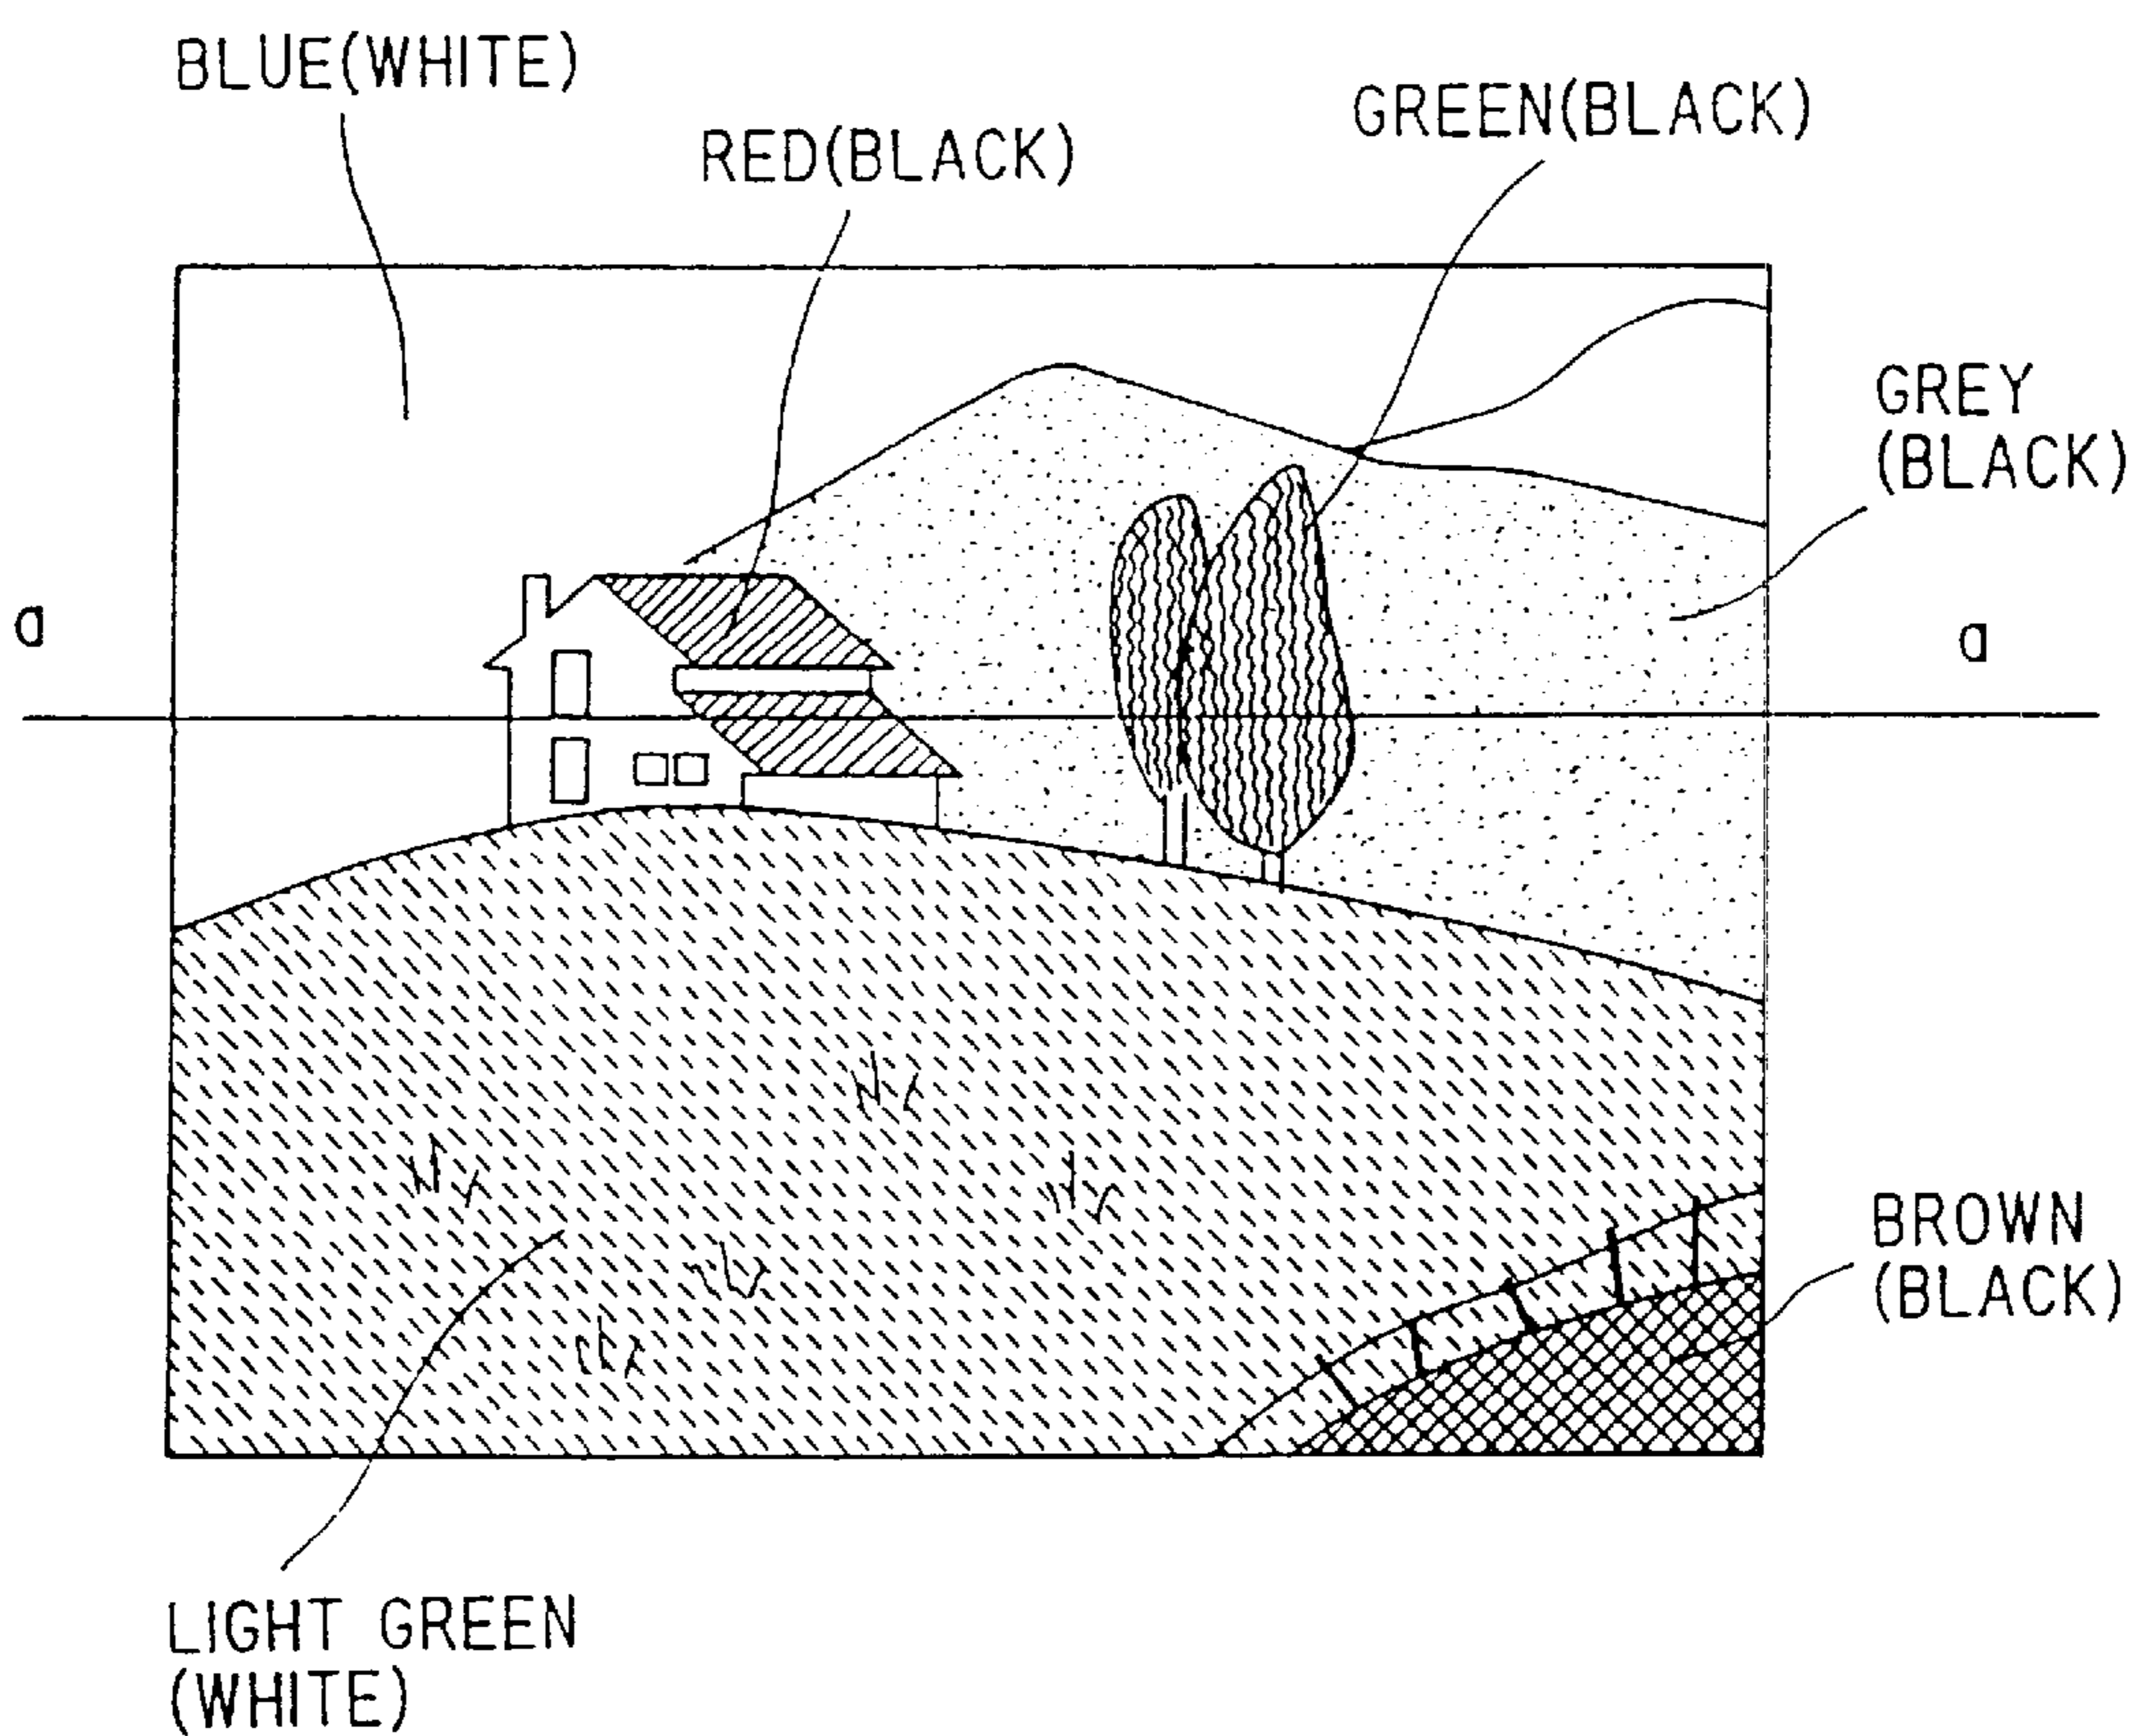 BLUE(WHITE)
RED(BLACK)
GREEN(BLACK)
GREY
(BLACK)
a
a
BROWN
(BLACK)
LIGHT GREEN
(WHITE)